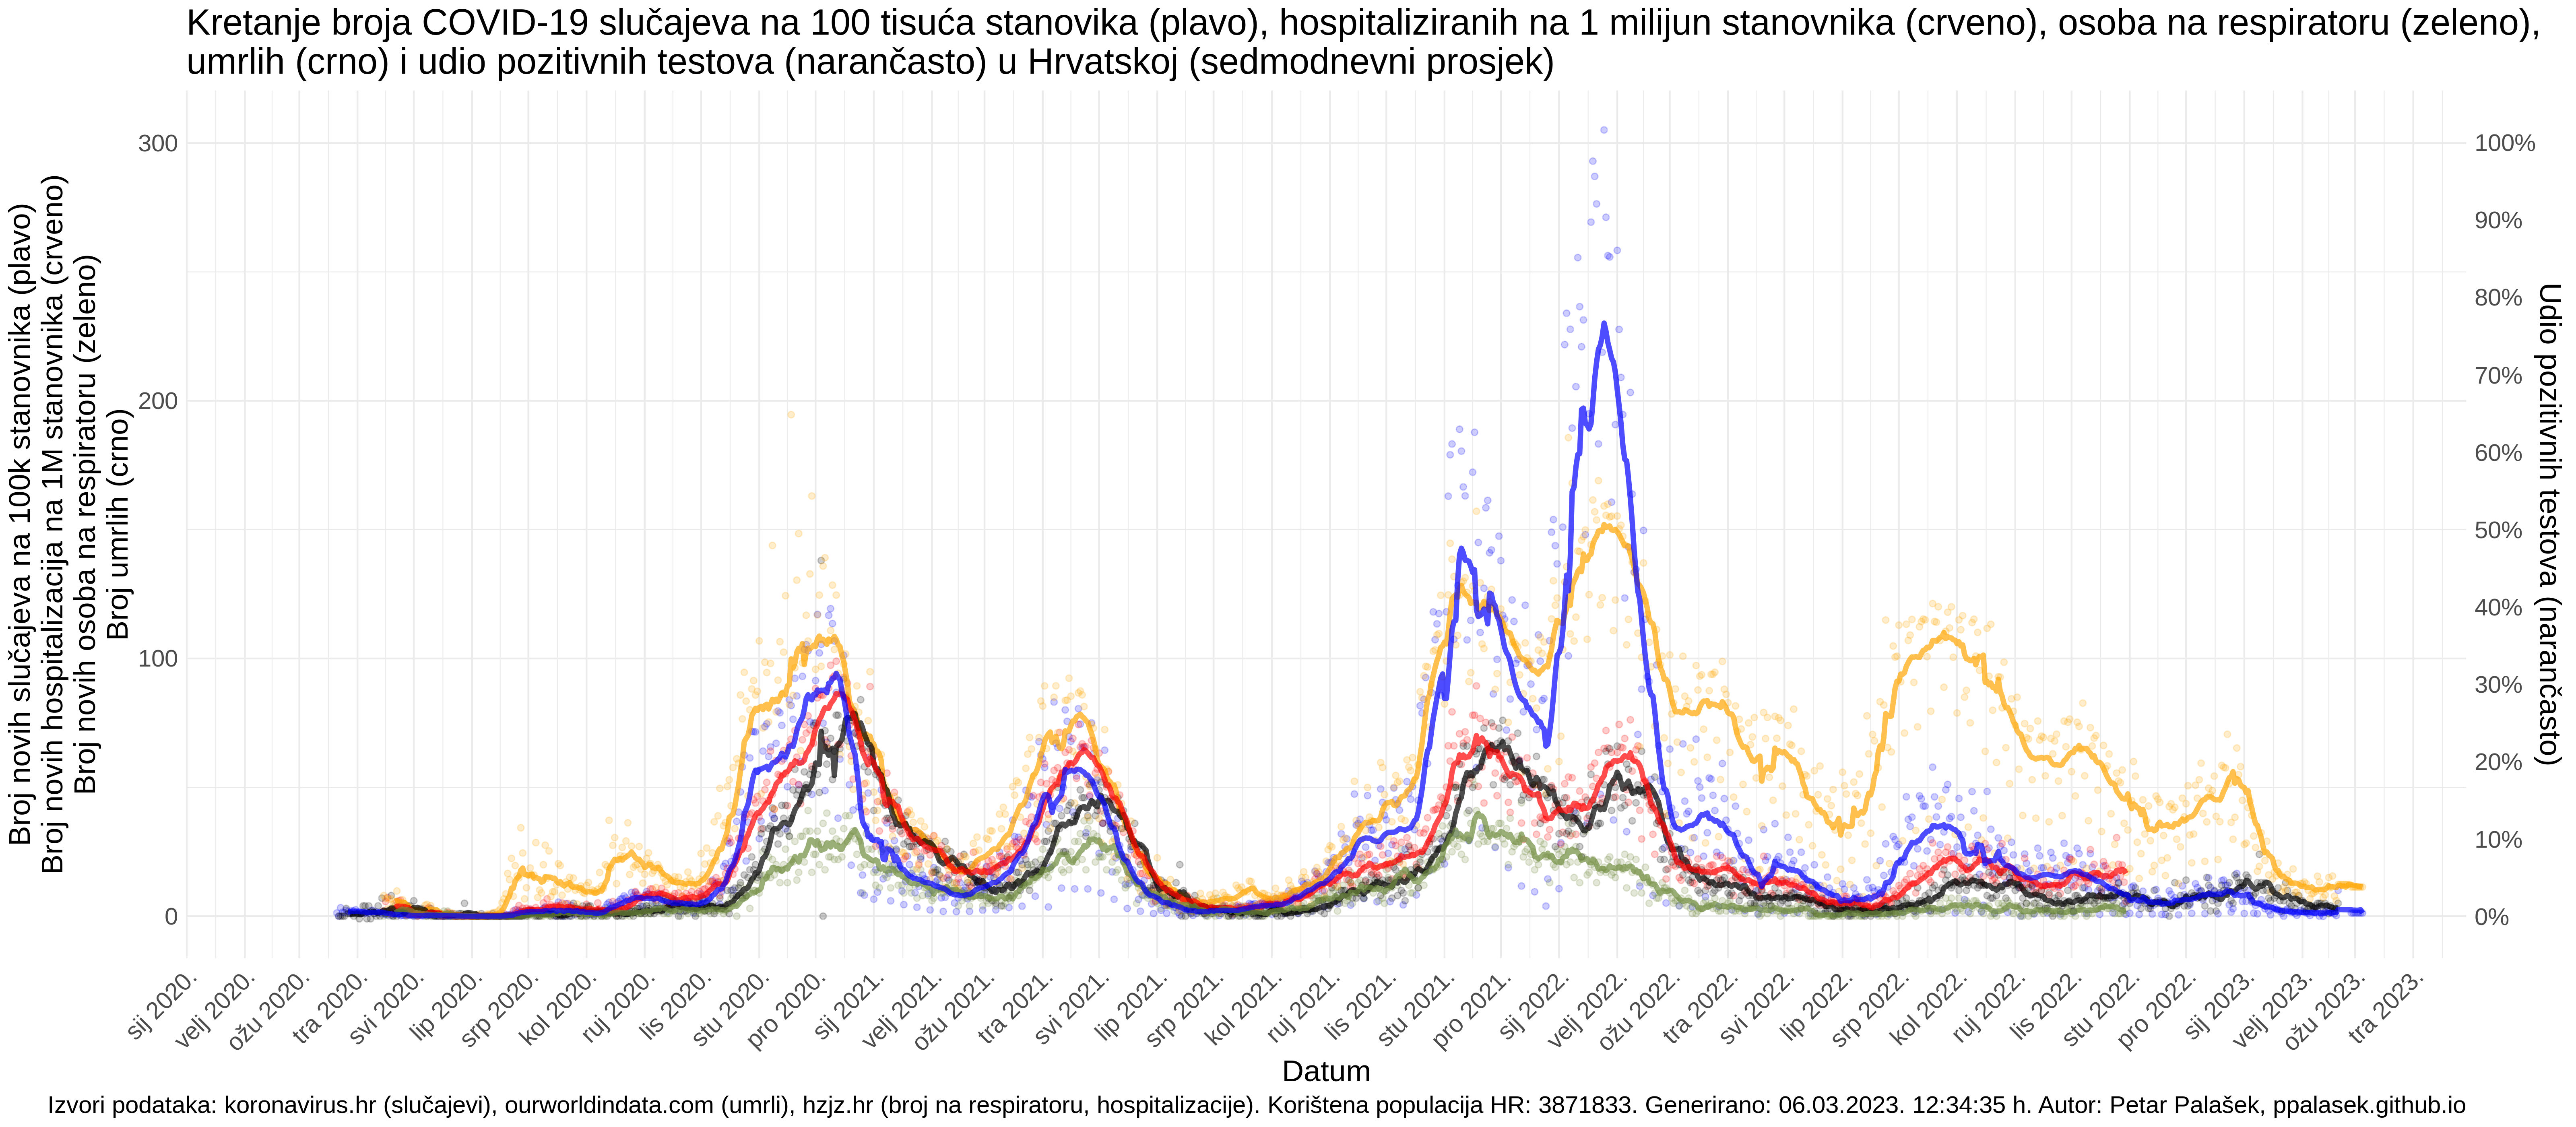 Kretanje broja COVID-19 slučajeva na 100 tisuća stanovika (plavo), hospitaliziranih na 1 milijun stanovnika (crveno), osoba na respiratoru (zeleno),
umrlih (crno) i udio pozitivnih testova (narančasto) u Hrvatskoj (sedmodnevni prosjek)
Broj novih slučajeva na 100k stanovnika (plavo)
Broj novih hospitalizacija na 1M stanovnika (crveno)
Broj novih osoba na respiratoru (zeleno)
Broj umrlih (crno)
300
200
100
0
100%
90%
80%
70%
60%
50%
40%
30%
20%
10%
0%
Udio pozitivnih testova (narančasto)
sij 2020.
velj 2020.
ožu 2020.
tra 2020.
svi 2020.
lip 2020.
srp 2020.
kol 2020.
ruj 2020.
lis 2020.
stu 2020.
pro 2020.
sij 2021.
velj 2021.
ožu 2021.
tra 2021.
svi 2021.
lip 2021.
srp 2021.
kol 2021.
ruj 2021.
lis 2021.
stu 2021.
pro 2021.
sij 2022.
velj 2022.
ožu 2022.
tra 2022.
svi 2022.
lip 2022.
srp 2022.
kol 2022.
ruj 2022.
lis 2022.
stu 2022.
pro 2022.
sij 2023.
velj 2023.
ožu 2023.
tra 2023.
Datum
Izvori podataka: koronavirus.hr (slučajevi), ourworldindata.com (umrli), hzjz.hr (broj na respiratoru, hospitalizacije). Korištena populacija HR: 3871833. Generirano: 06.03.2023. 12:34:35 h. Autor: Petar Palašek, ppalasek.github.io